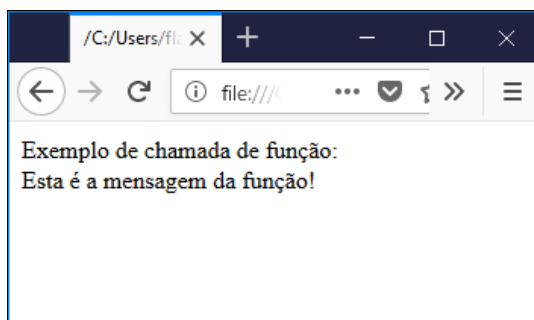 /C:/Users/fl
file:///
Exemplo de chamada de função:
Esta é a mensagem da função!